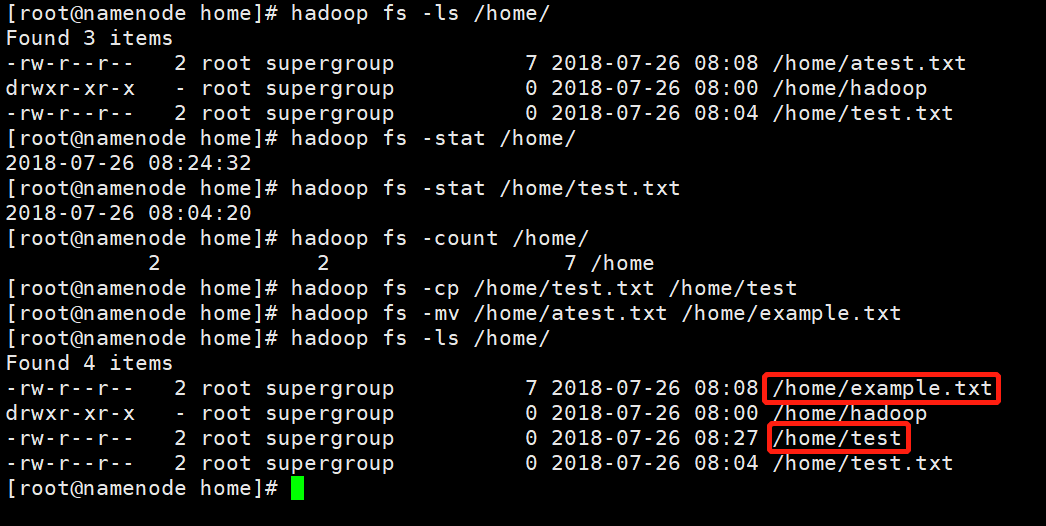 [root@namenode home]# hadoop fs -ls /home/
Found 3 items
-rw-r--r--   2 root supergroup          7 2018-07-26 08:08 /home/atest.txt
drwxr-xr-x   - root supergroup          0 2018-07-26 08:00 /home/hadoop
-rw-r--r--   2 root supergroup          0 2018-07-26 08:04 /home/test.txt
[root@namenode home]# hadoop fs -stat /home/
2018-07-26 08:24:32
[root@namenode home]# hadoop fs -stat /home/test.txt
2018-07-26 08:04:20
[root@namenode home]# hadoop fs -count /home/
           2            2                  7 /home
[root@namenode home]# hadoop fs -cp /home/test.txt /home/test
[root@namenode home]# hadoop fs -mv /home/atest.txt /home/example.txt
[root@namenode home]# hadoop fs -ls /home/
Found 4 items
-rw-r--r--   2 root supergroup          7 2018-07-26 08:08 /home/example.txt
drwxr-xr-x   - root supergroup          0 2018-07-26 08:00 /home/hadoop
-rw-r--r--   2 root supergroup          0 2018-07-26 08:27 /home/test
-rw-r--r--   2 root supergroup          0 2018-07-26 08:04 /home/test.txt
[root@namenode home]#